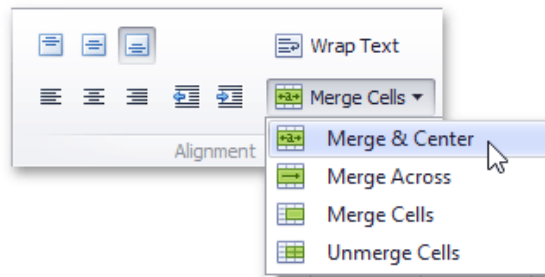 Wrap Text
Merge Cells
Alignment
Merge & Center
Merge Across
Merge Cells
Unmerge Cells